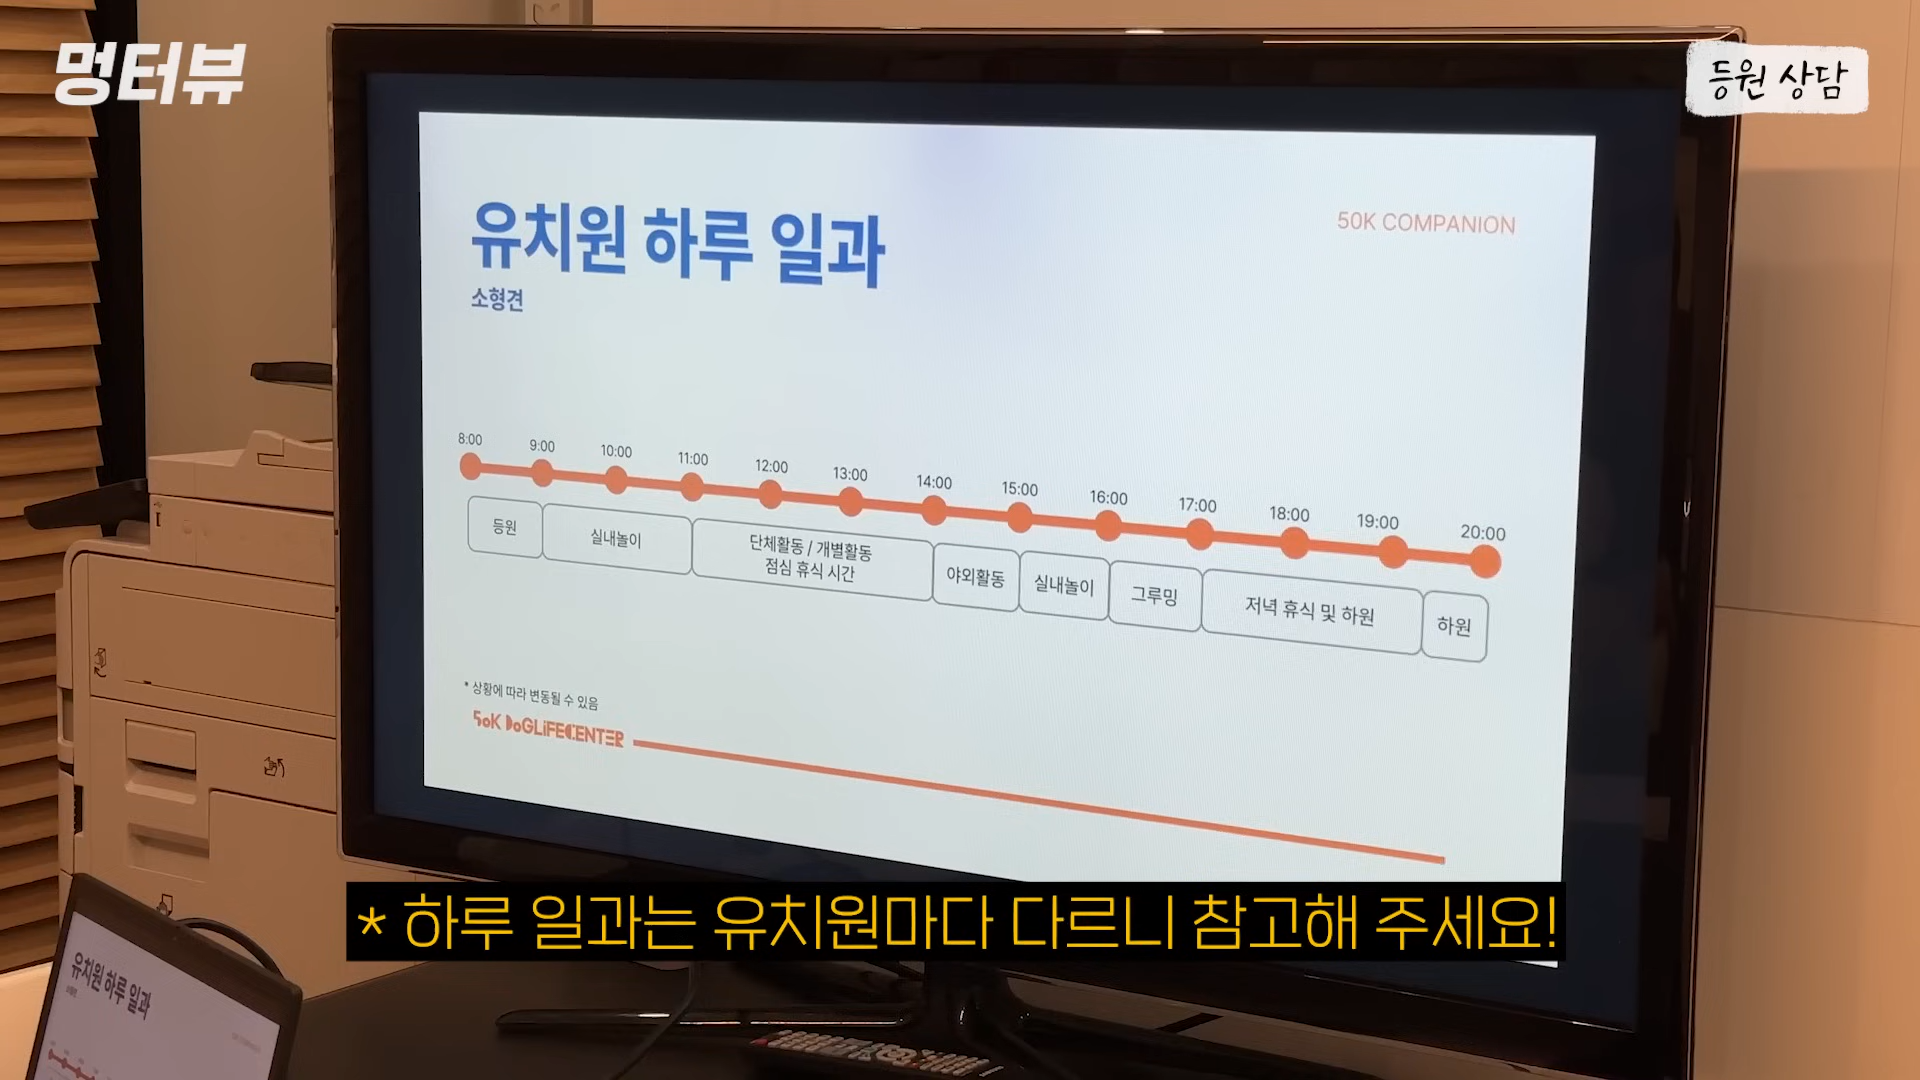 멍터뷰
등원 상담
유치원 하루 일과
50K COMPANION
소형견
8:00 9:00 10:00 11:00 12:00 13:00 14:00 15:00 16:00 17:00 18:00 19:00 20:00
등원
실내놀이
단체활동 / 개별활동
점심 휴식 시간
야외활동
실내놀이
그루밍
저녁 휴식 및 하원
하원
* 상황에 따라 변동될 수 있음
50K DOGLIFECENTER
* 하루 일과는 유치원마다 다르니 참고해 주세요!
유치원 하루 일과